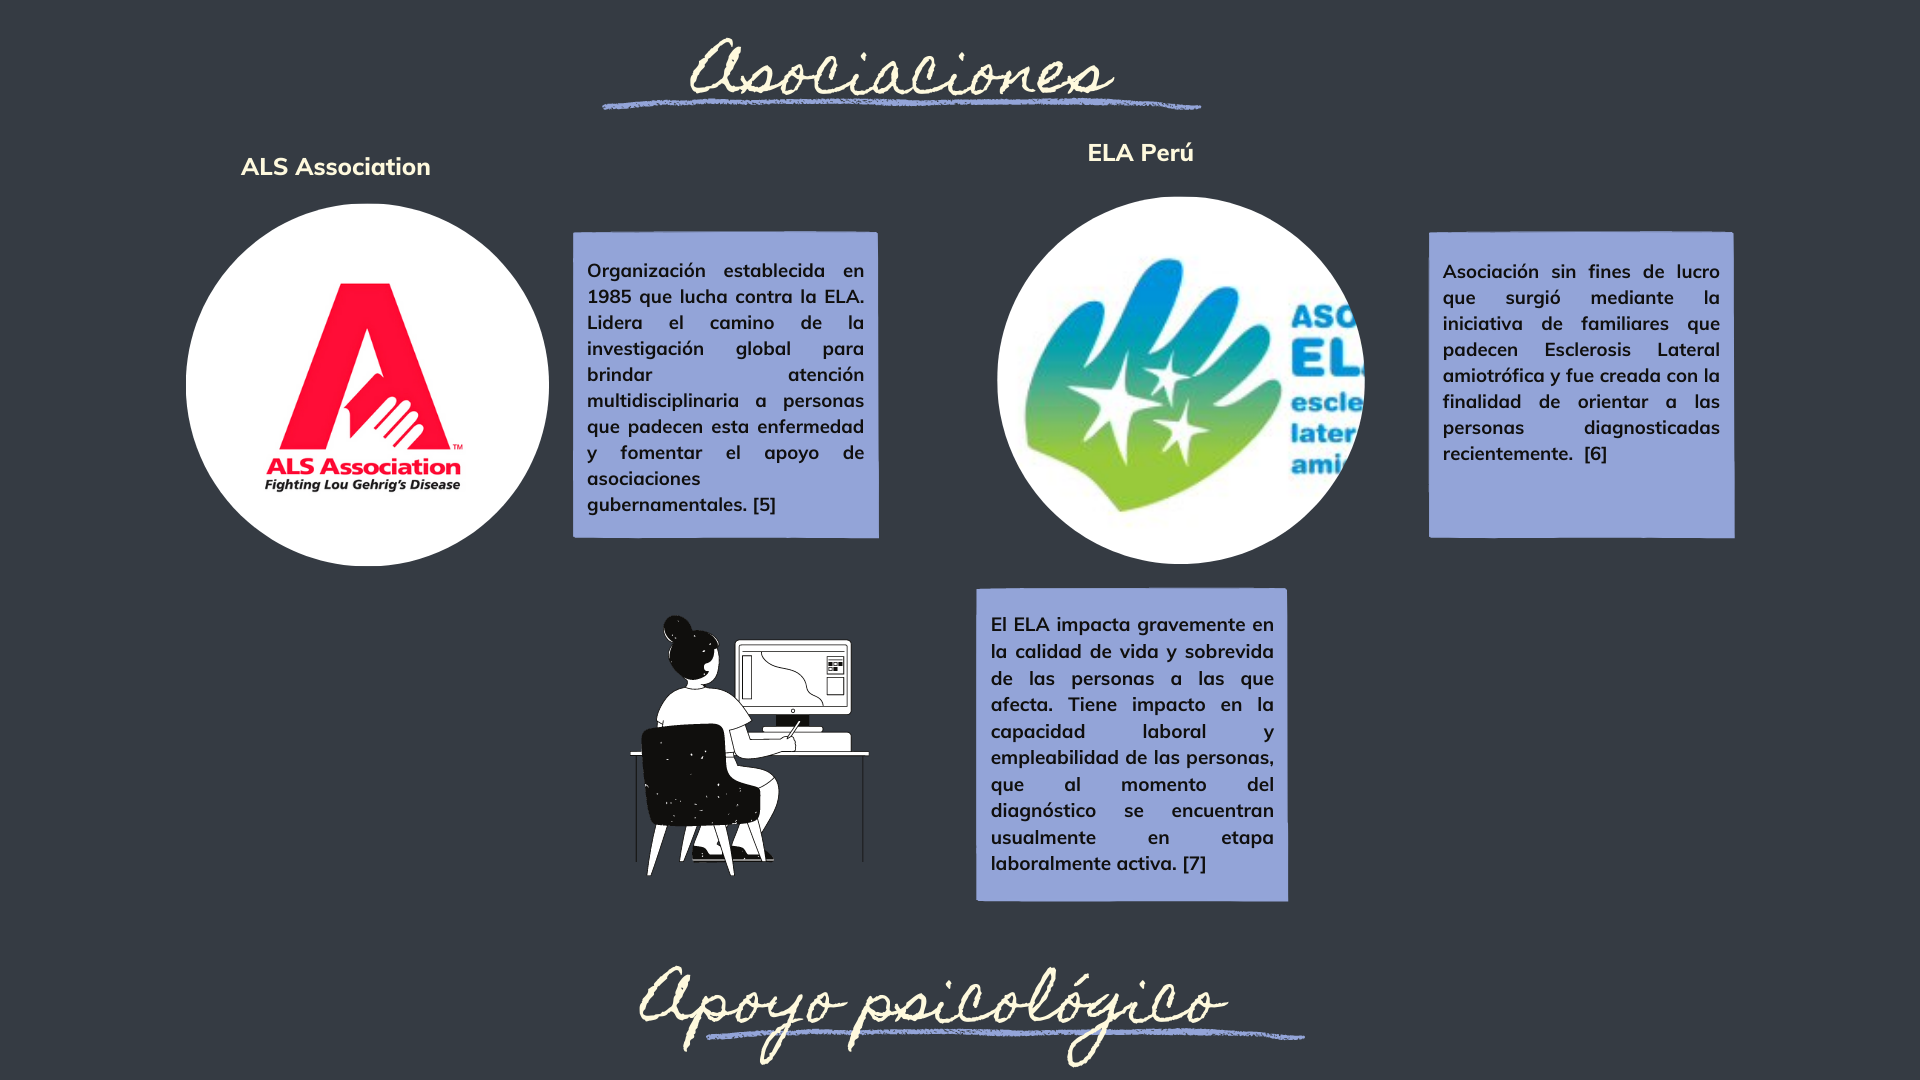 Asociaciones
ALS Association
ELA Perú
ALS Association
Fighting Lou Gehrig's Disease
TM
Organización establecida en
1985 que lucha contra la ELA.
Lidera el camino de la
investigación global para
brindar atención
multidisciplinaria a personas
que padecen esta enfermedad
y fomentar el apoyo de
asociaciones
gubernamentales. [5]
ASO
EL
escle
later
ami
Asociación sin fines de lucro
que surgió mediante la
iniciativa de familiares que
padecen Esclerosis Lateral
amiotrófica y fue creada con la
finalidad de orientar a las
personas diagnosticadas
recientemente. [6]
El ELA impacta gravemente en
la calidad de vida y sobrevida
de las personas a las que
afecta. Tiene impacto en la
capacidad laboral y
empleabilidad de las personas,
que al momento del
diagnóstico se encuentran
usualmente en etapa
laboralmente activa. [7]
Apoyo psicológico